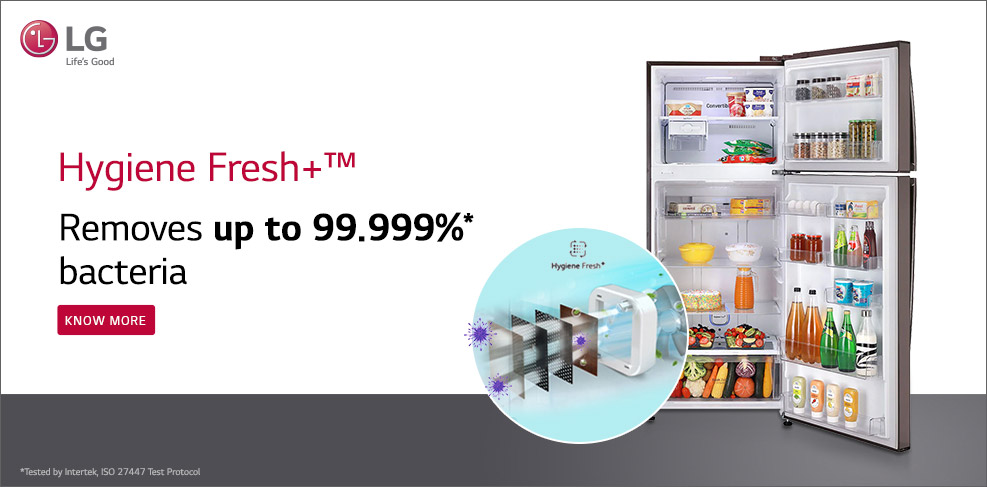 LG
Life's Good
Hygiene Fresh+™
Removes up to 99.999%*
bacteria
KNOW MORE
Hygiene Fresh+
Convertib
*Tested by Intertek, ISO 27447 Test Protocol